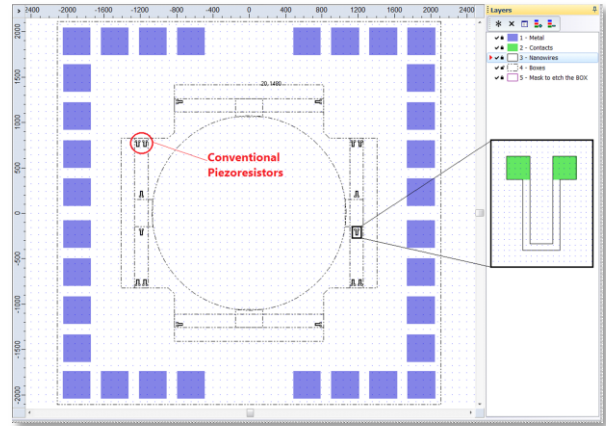 2400 -2000 -1600 -1200 -800 -400 0 400 800 1200 1600 2000 2400
Layers
1 - Metal
2 - Contacts
3 - Nanowires
4 - Boxes
5 - Mask to etch the BOX
2000
1500
1000
500
0
-500
-1000
-1500
-2000
20, 1480
Conventional
Piezoresistors